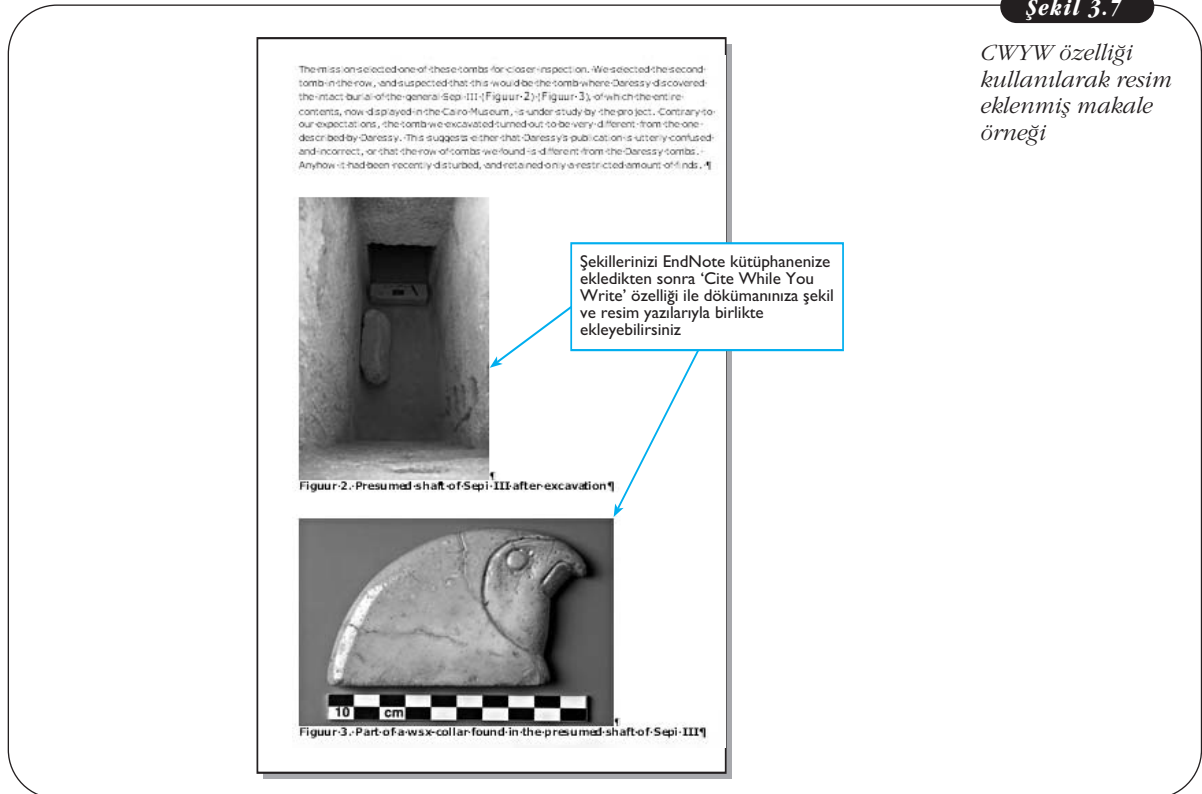 Şekil 3.7
CWYW özelliği
kullanılarak resim
eklenmiş makale
örneği
The·mission·selected·one·of·these·tombs·for·closer·inspection.·We·selected·the·second·
tomb·in·the·row,·and·suspected·that·this·would·be·the·tomb·where·Daressy·discovered·
the·intact·burial·of·the·general·Sepi·III·(Figuur·2)·(Figuur·3),·of·which·the·entire·
contents,·now·displayed·in·the·Cairo·Museum,·is·under·study·by·the·project.·Contrary·to·
our·expectations,·the·tomb·we·excavated·turned·out·to·be·very·different·from·the·one·
described·by·Daressy.·This·suggests·either·that·Daressy's·publication·is·utterly·confused·
and·incorrect,·or·that·the·row·of·tombs·we·found·is·different·from·the·Daressy·tombs.·
Anyhow·it·had·been·recently·disturbed,·and·retained·only·a·restricted·amount·of·finds.·¶
Şekillerinizi EndNote kütüphanenize
ekledikten sonra ‘Cite While You
Write’ özelliği ile dökümanınıza şekil
ve resim yazılarıyla birlikte
ekleyebilirsiniz
¶
Figuur·2.·Presumed·shaft·of·Sepi·III·after·excavation¶
10 cm
¶
Figuur·3.·Part·of·a·wsx-collar·found·in·the·presumed·shaft·of·Sepi·III¶